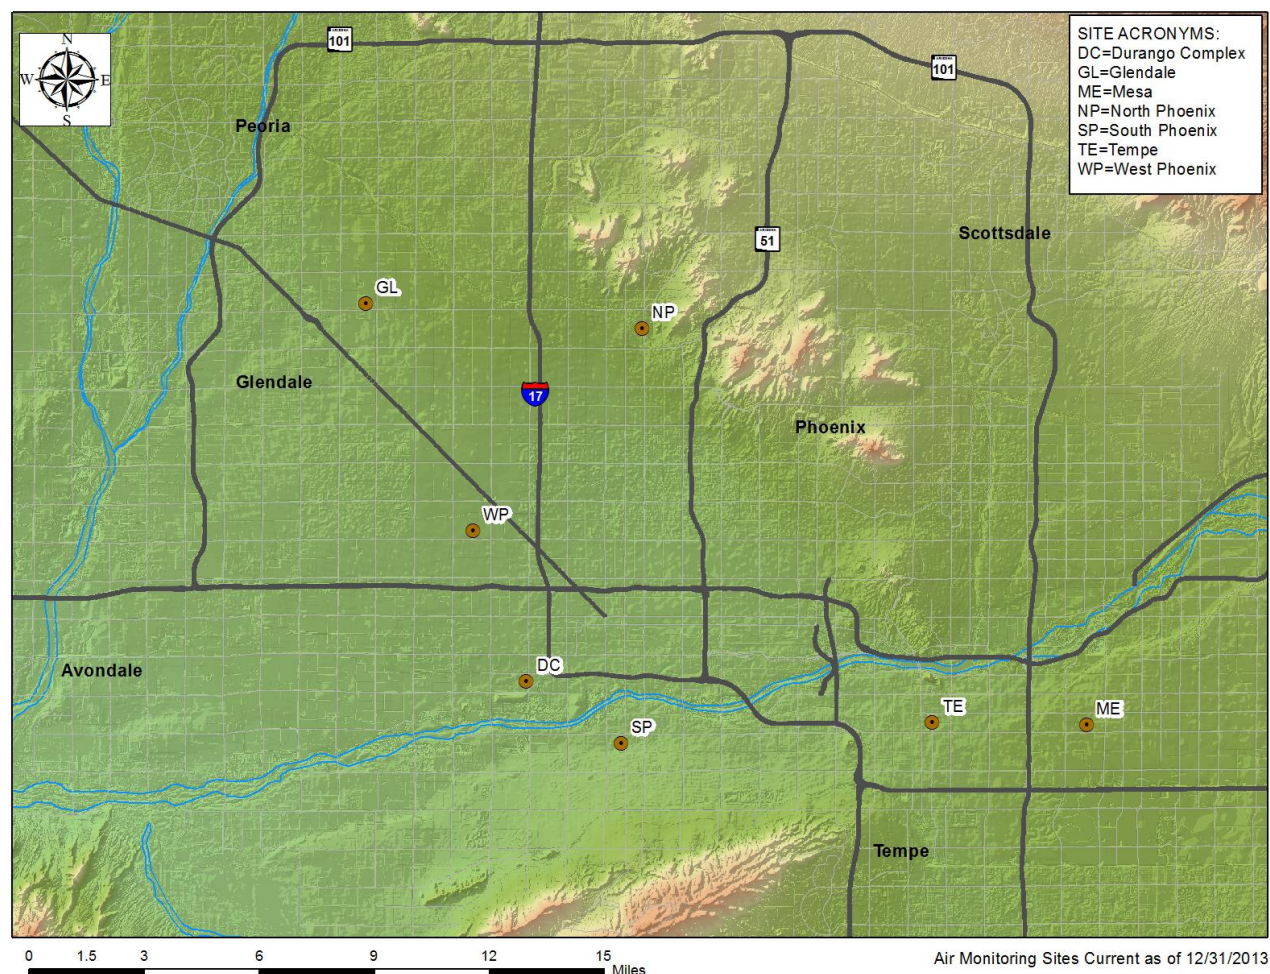 101
101
SITE ACRONYMS:
DC=Durango Complex
GL=Glendale
ME=Mesa
NP=North Phoenix
SP=South Phoenix
TE=Tempe
WP=West Phoenix
N
W E
S
Peoria
51
Scottsdale
GL
NP
Glendale
17
Phoenix
WP
Avondale
DC
TE
ME
SP
Tempe
0 1.5 3 6 9 12 15
Miles
Air Monitoring Sites Current as of 12/31/2013